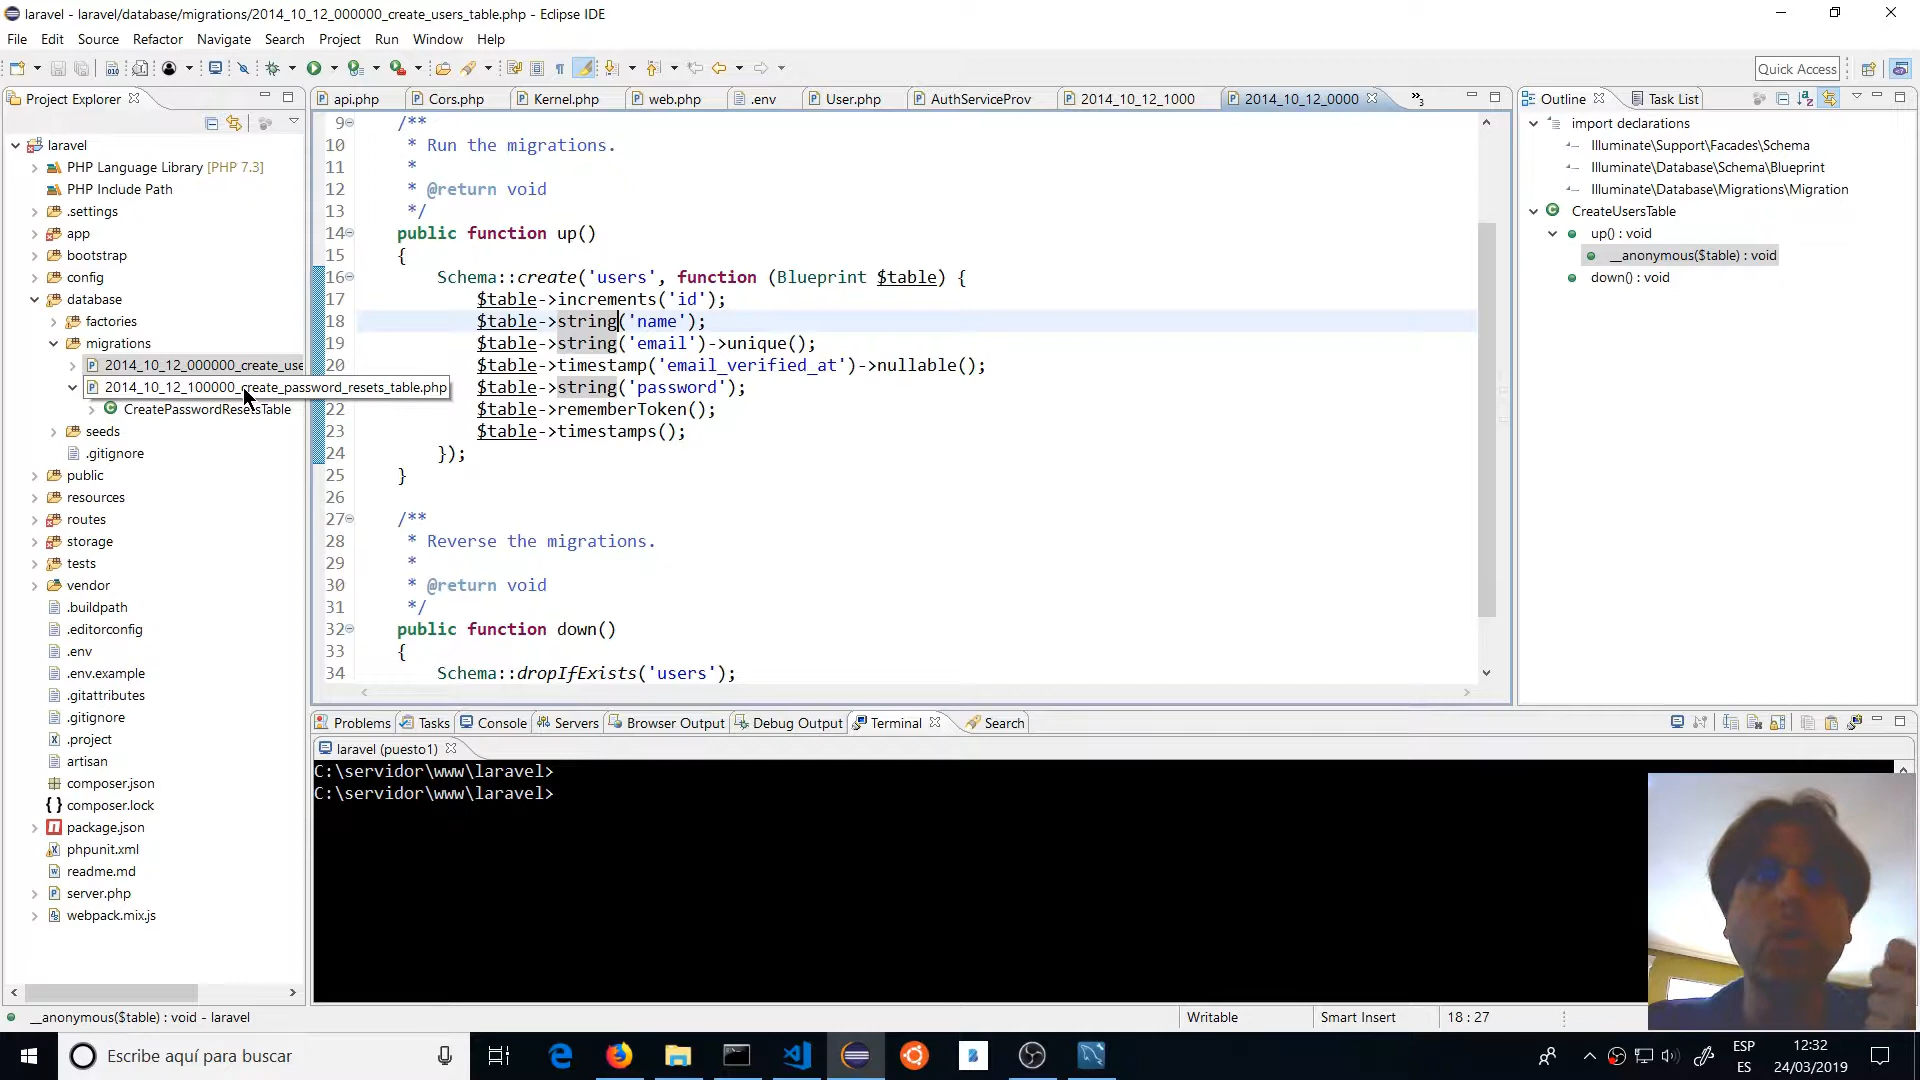 laravel - laravel/database/migrations/2014_10_12_000000_create_users_table.php - Eclipse IDE
File Edit Source Refactor Navigate Search Project Run Window Help
Quick Access
Project Explorer
laravel
PHP Language Library [PHP 7.3]
PHP Include Path
.settings
app
bootstrap
config
database
factories
migrations
2014_10_12_000000_create_use
2014_10_12_100000_create_password_resets_table.php
CreatePasswordResetsTable
seeds
.gitignore
public
resources
routes
storage
tests
vendor
.buildpath
.editorconfig
.env
.env.example
.gitattributes
.gitignore
.project
artisan
composer.json
composer.lock
package.json
phpunit.xml
readme.md
server.php
webpack.mix.js
api.php Cors.php Kernel.php web.php .env User.php AuthServiceProv 2014_10_12_1000 2014_10_12_0000 »3
9 /**
10 * Run the migrations.
11 *
12 * @return void
13 */
14 public function up()
15 {
16 Schema::create('users', function (Blueprint $table) {
17 $table->increments('id');
18 $table->string('name');
19 $table->string('email')->unique();
20 $table->timestamp('email_verified_at')->nullable();
$table->string('password');
22 $table->rememberToken();
23 $table->timestamps();
24 });
25 }
26
27 /**
28 * Reverse the migrations.
29 *
30 * @return void
31 */
32 public function down()
33 {
34 Schema::dropIfExists('users');
Outline Task List
import declarations
Illuminate\Support\Facades\Schema
Illuminate\Database\Schema\Blueprint
Illuminate\Database\Migrations\Migration
CreateUsersTable
up() : void
__anonymous($table) : void
down() : void
Problems Tasks Console Servers Browser Output Debug Output Terminal Search
laravel (puesto1)
C:\servidor\www\laravel>
C:\servidor\www\laravel>
__anonymous($table) : void - laravel
Writable Smart Insert 18 : 27
Escribe aquí para buscar
ESP
ES
12:32
24/03/2019